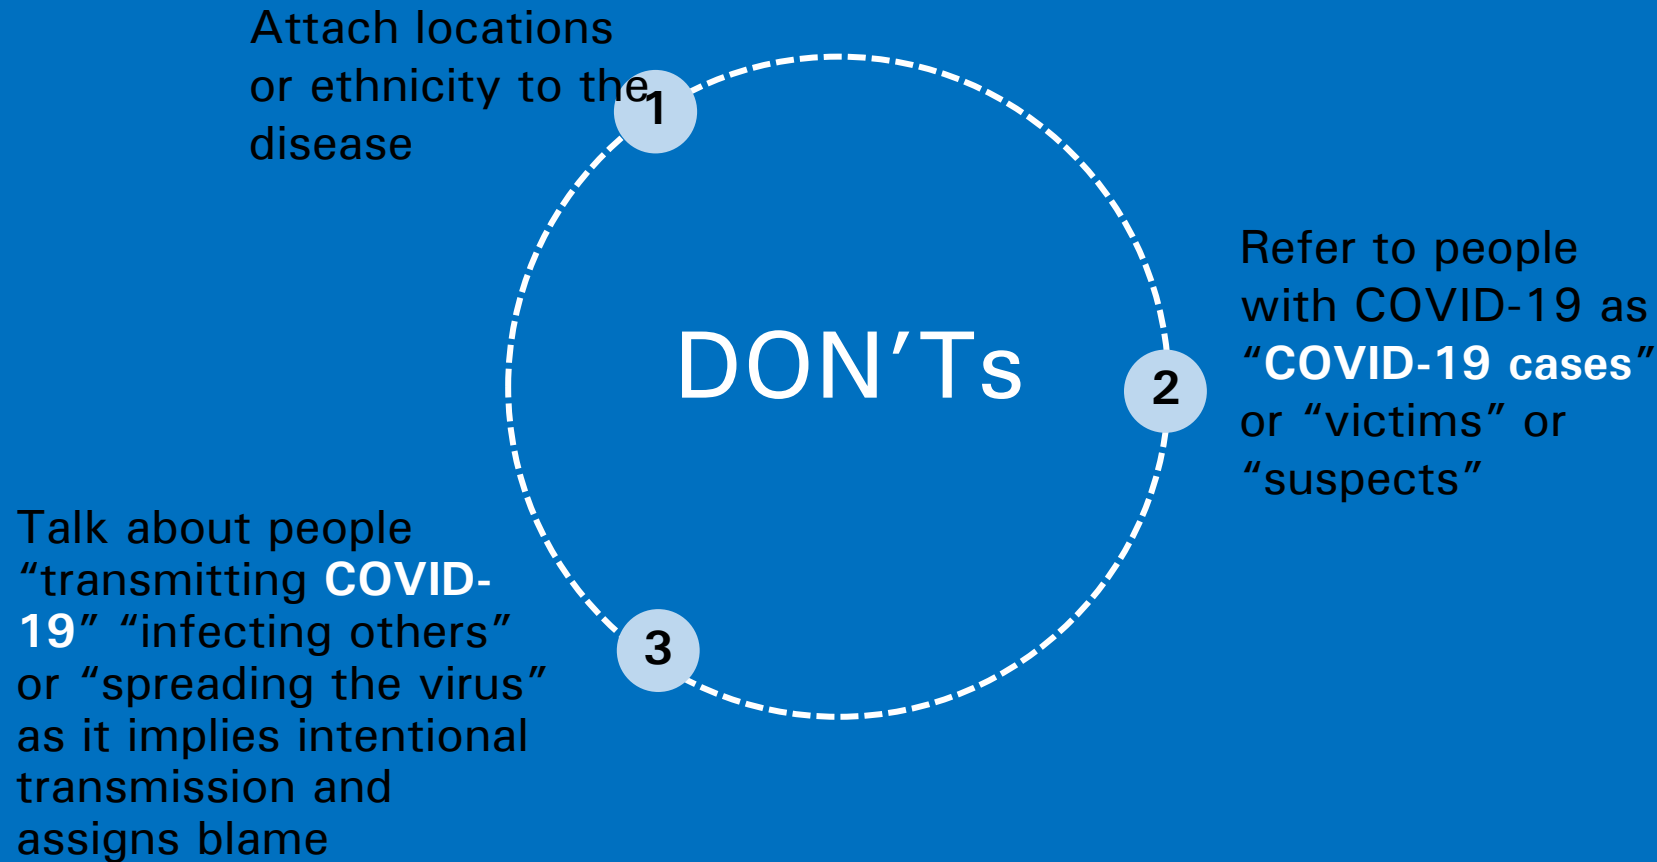 Attach locations
or ethnicity to the
disease
1
DON’Ts
Refer to people
with COVID-19 as
“COVID-19 cases”
or “victims” or
“suspects”
2
Talk about people
“transmitting COVID-
19” “infecting others”
or “spreading the virus”
as it implies intentional
transmission and
assigns blame
3